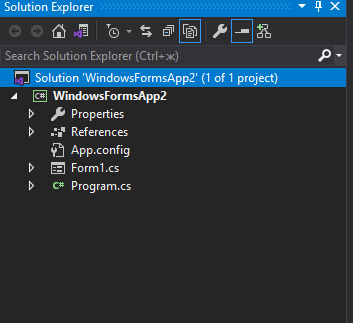 Solution Explorer
Search Solution Explorer (Ctrl+ж)
Solution 'WindowsFormsApp2' (1 of 1 project)
C# WindowsFormsApp2
Properties
References
App.config
Form1.cs
C# Program.cs